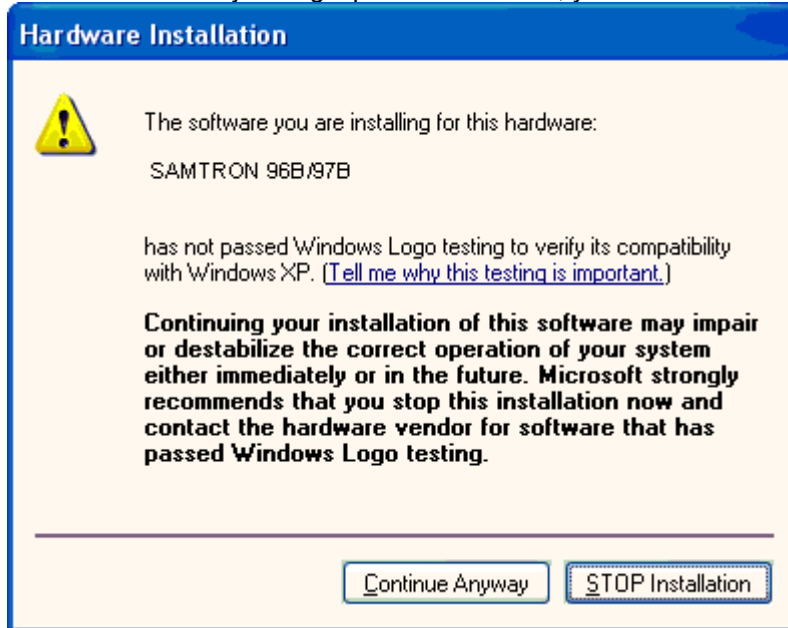 Hardware Installation
The software you are installing for this hardware:
SAMTRON 96B/97B
has not passed Windows Logo testing to verify its compatibility
with Windows XP. (Tell me why this testing is important.)
Continuing your installation of this software may impair
or destabilize the correct operation of your system
either immediately or in the future. Microsoft strongly
recommends that you stop this installation now and
contact the hardware vendor for software that has
passed Windows Logo testing.
Continue Anyway
STOP Installation